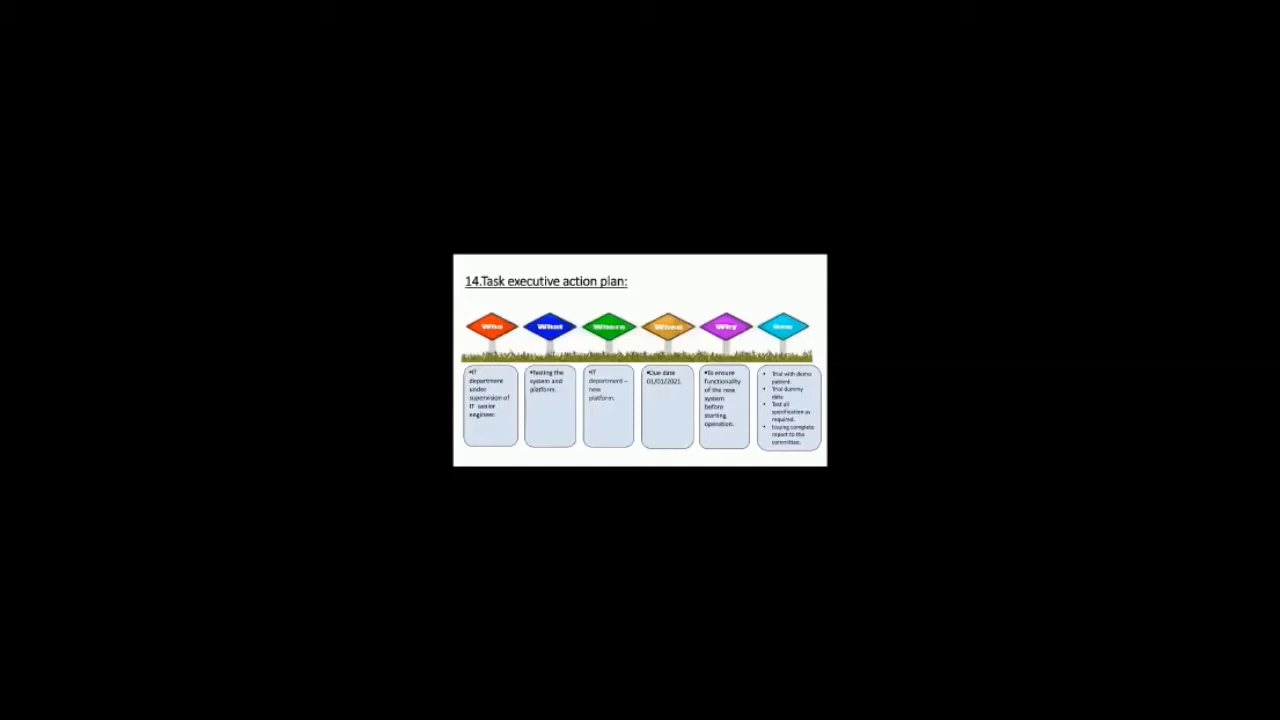 14.Task executive action plan:
Who
What
Where
When
Why
How
•IT
department
under
supervision of
IT senior
engineer.
•Testing the
system and
platform.
•IT
department –
new
platform.
•Due date
01/01/2021.
•To ensure
functionality
of the new
system
before
starting
operation.
• Trial with demo
patient.
• Trial dummy
data
• Test all
specification as
required.
• Issuing complete
report to the
committee.